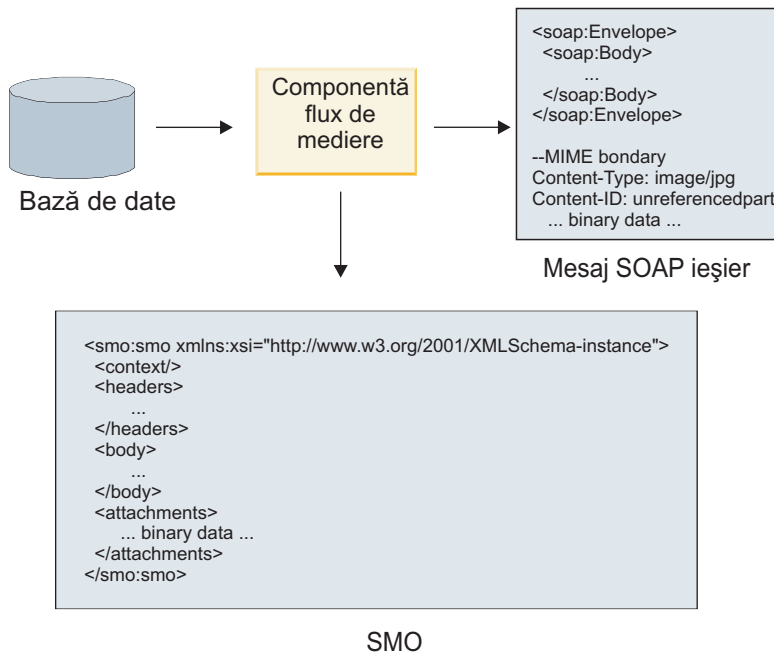 Bază de date
Componentă
flux de
mediere
<soap:Envelope>
<soap:Body>
...
</soap:Body>
</soap:Envelope>
--MIME bondary
Content-Type: image/jpg
Content-ID: unreferencedpart
... binary data ...
Mesaj SOAP ieşier
<smo:smo xmlns:xsi="http://www.w3.org/2001/XMLSchema-instance">
<context/>
<headers>
...
</headers>
<body>
...
</body>
<attachments>
... binary data ...
</attachments>
</smo:smo>
SMO